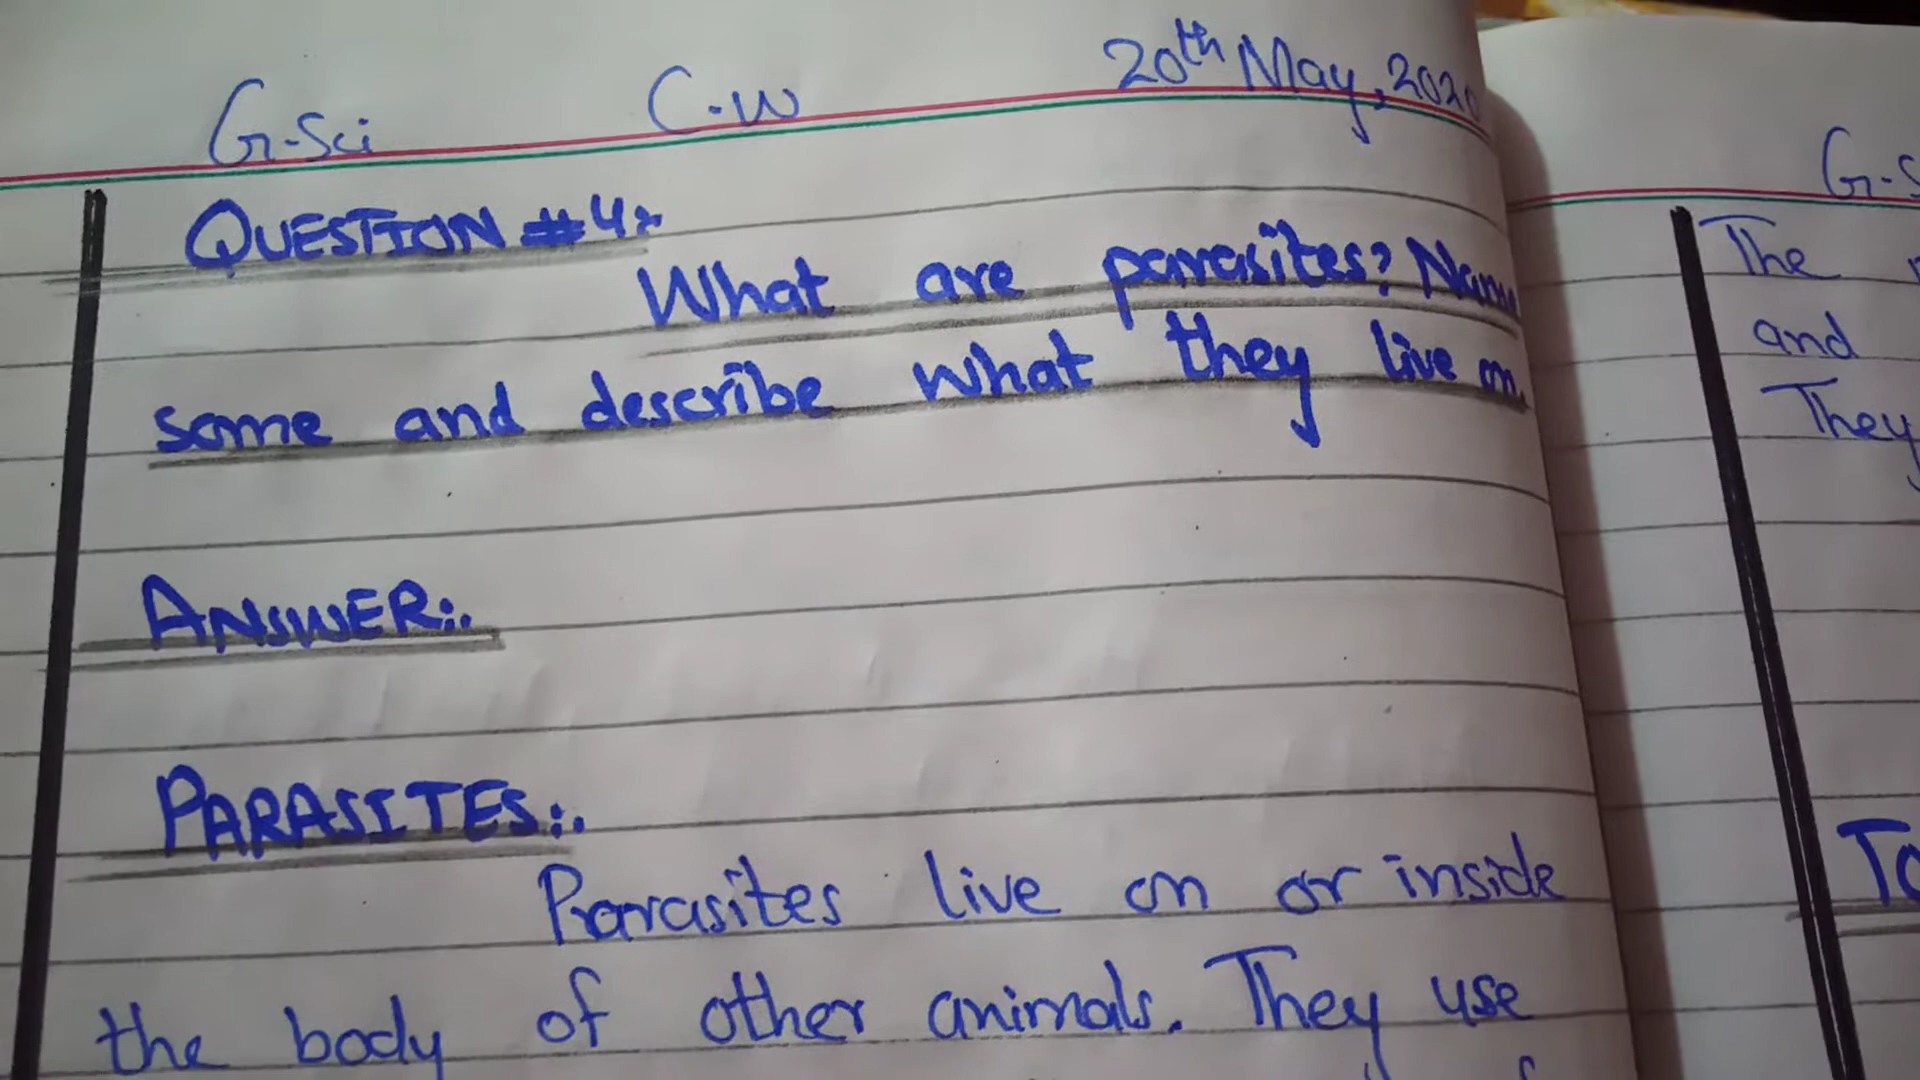 G.Sci C.W 20th May, 2020
QUESTION #4:
What are parasites? Name
some and describe what they live on.
ANSWER:.
PARASITES:.
Parasites live on or inside
the body of other animals. They use
The
and
They